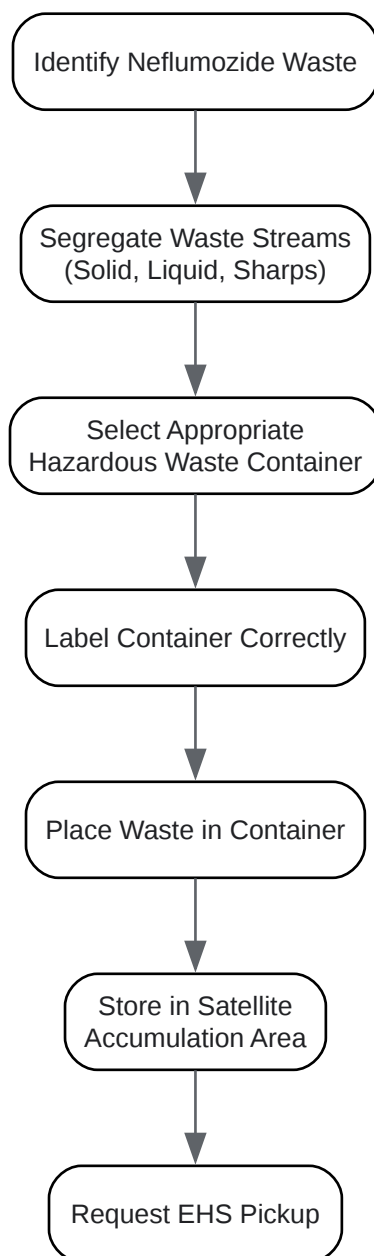 Identify Neflumozide Waste
Segregate Waste Streams
(Solid, Liquid, Sharps)
Select Appropriate
Hazardous Waste Container
Label Container Correctly
Place Waste in Container
Store in Satellite
Accumulation Area
Request EHS Pickup